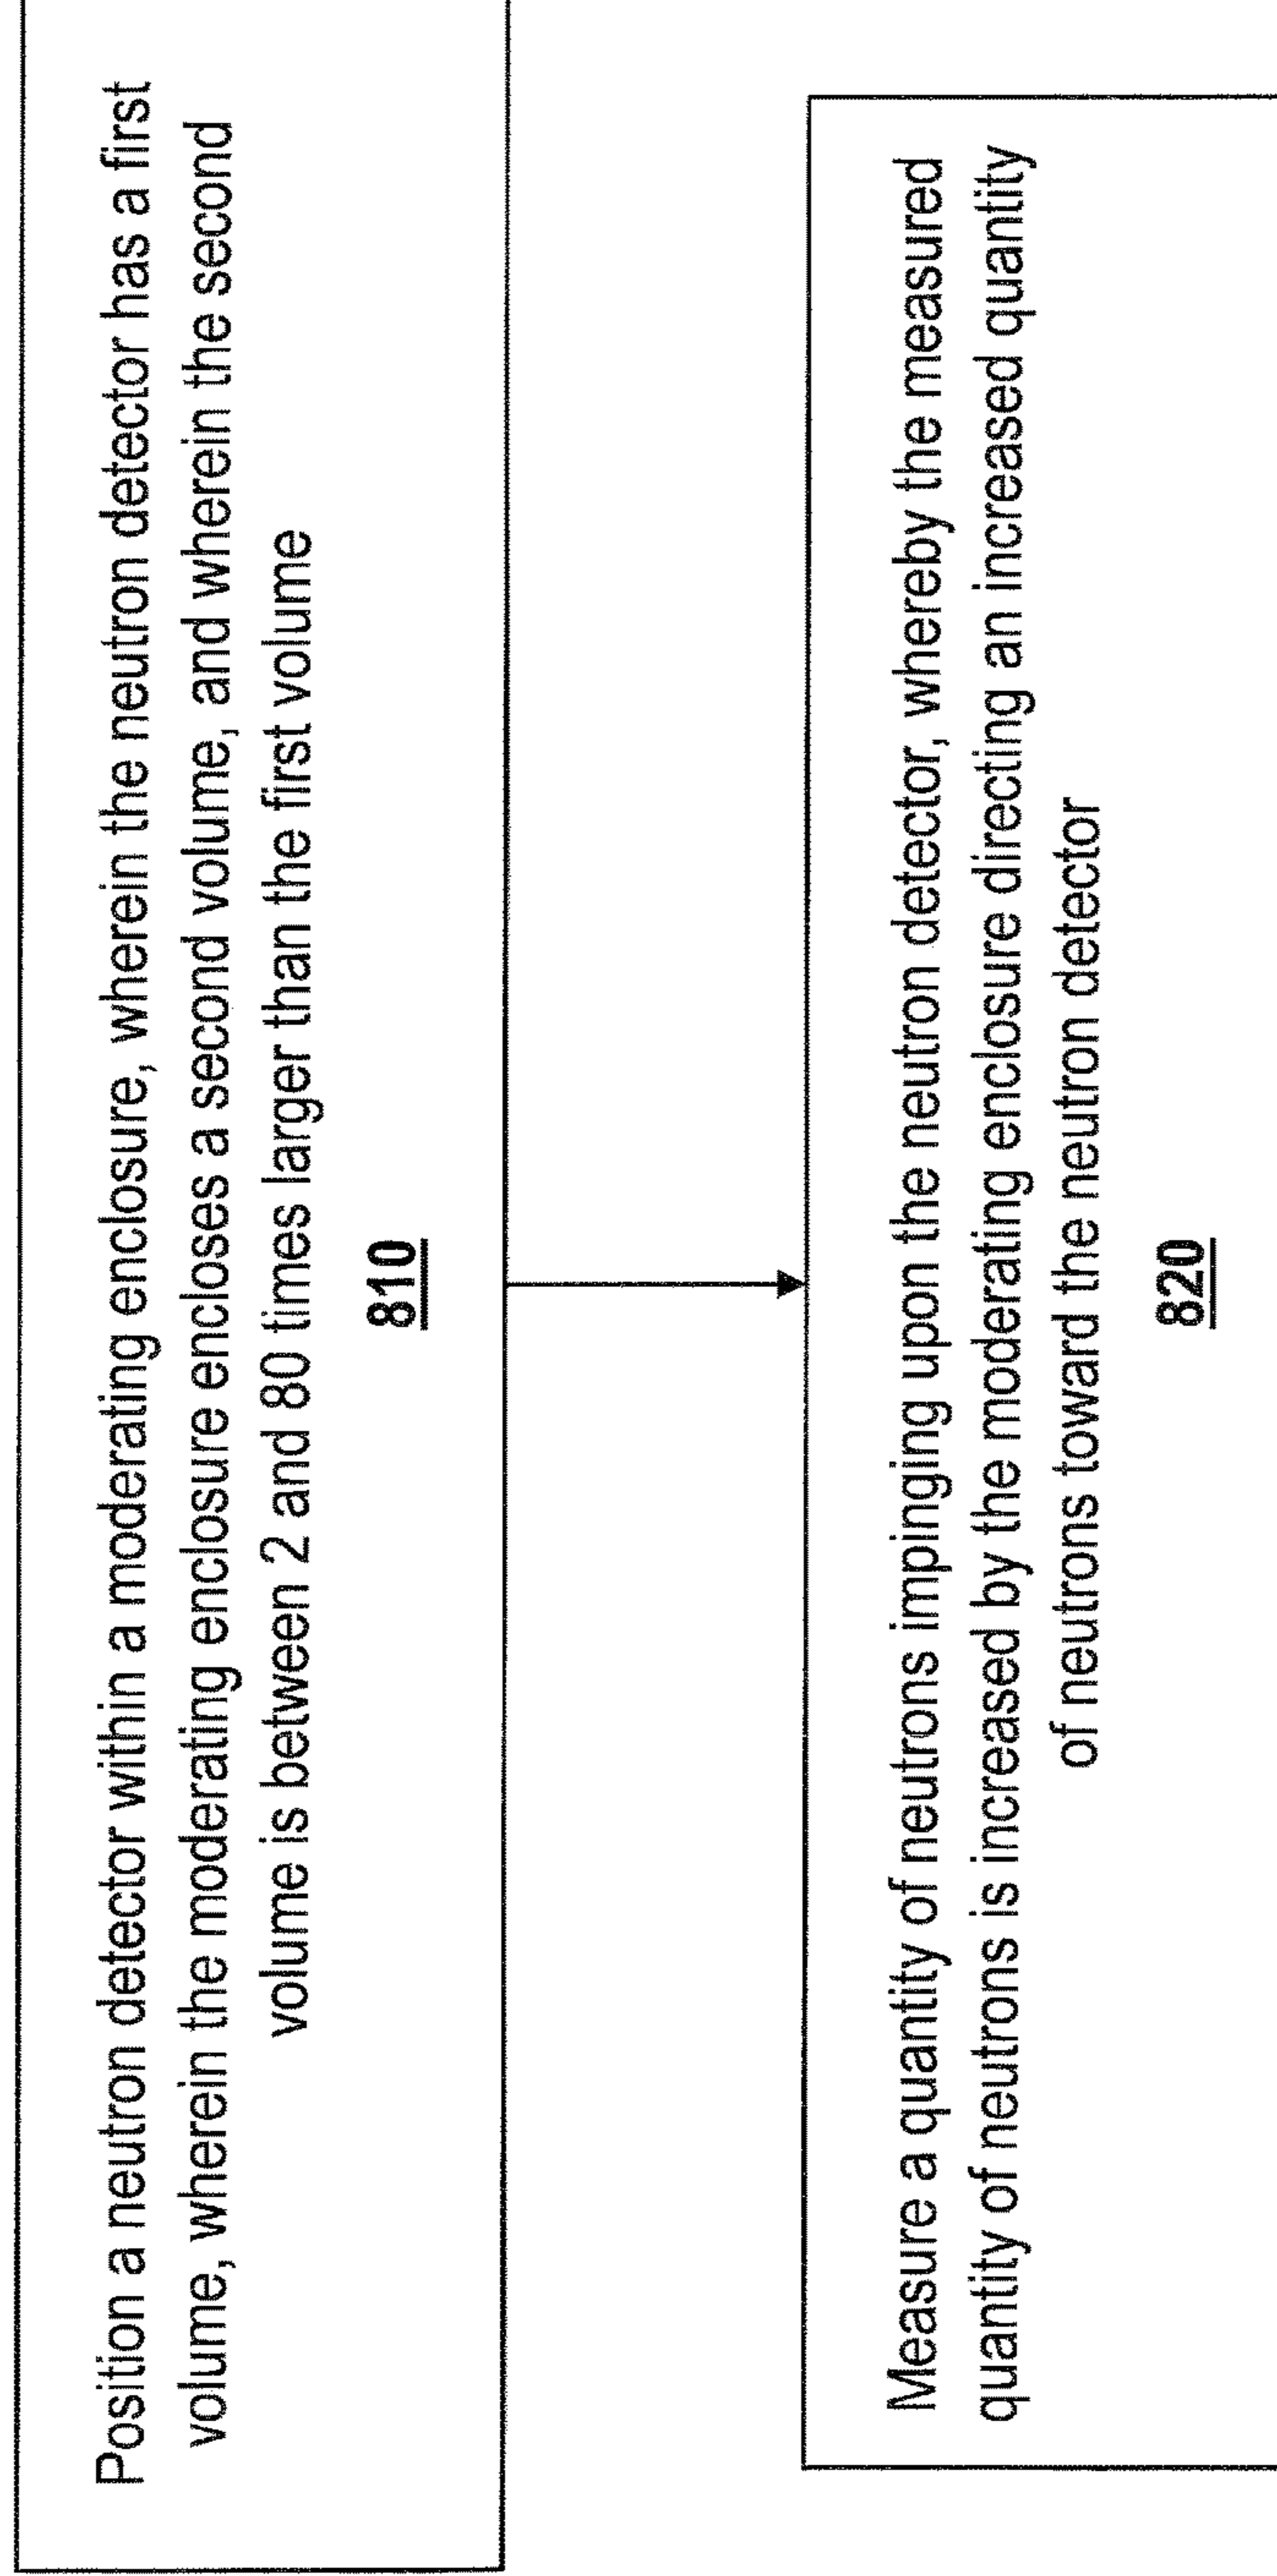 Position a neutron detector within a moderating enclosure, wherein the neutron detector has a first
volume, wherein the moderating enclosure encloses a second volume, and wherein the second
volume is between 2 and 80 times larger than the first volume
810
Measure a quantity of neutrons impinging upon the neutron detector, whereby the measured
quantity of neutrons is increased by the moderating enclosure directing an increased quantity
of neutrons toward the neutron detector
820